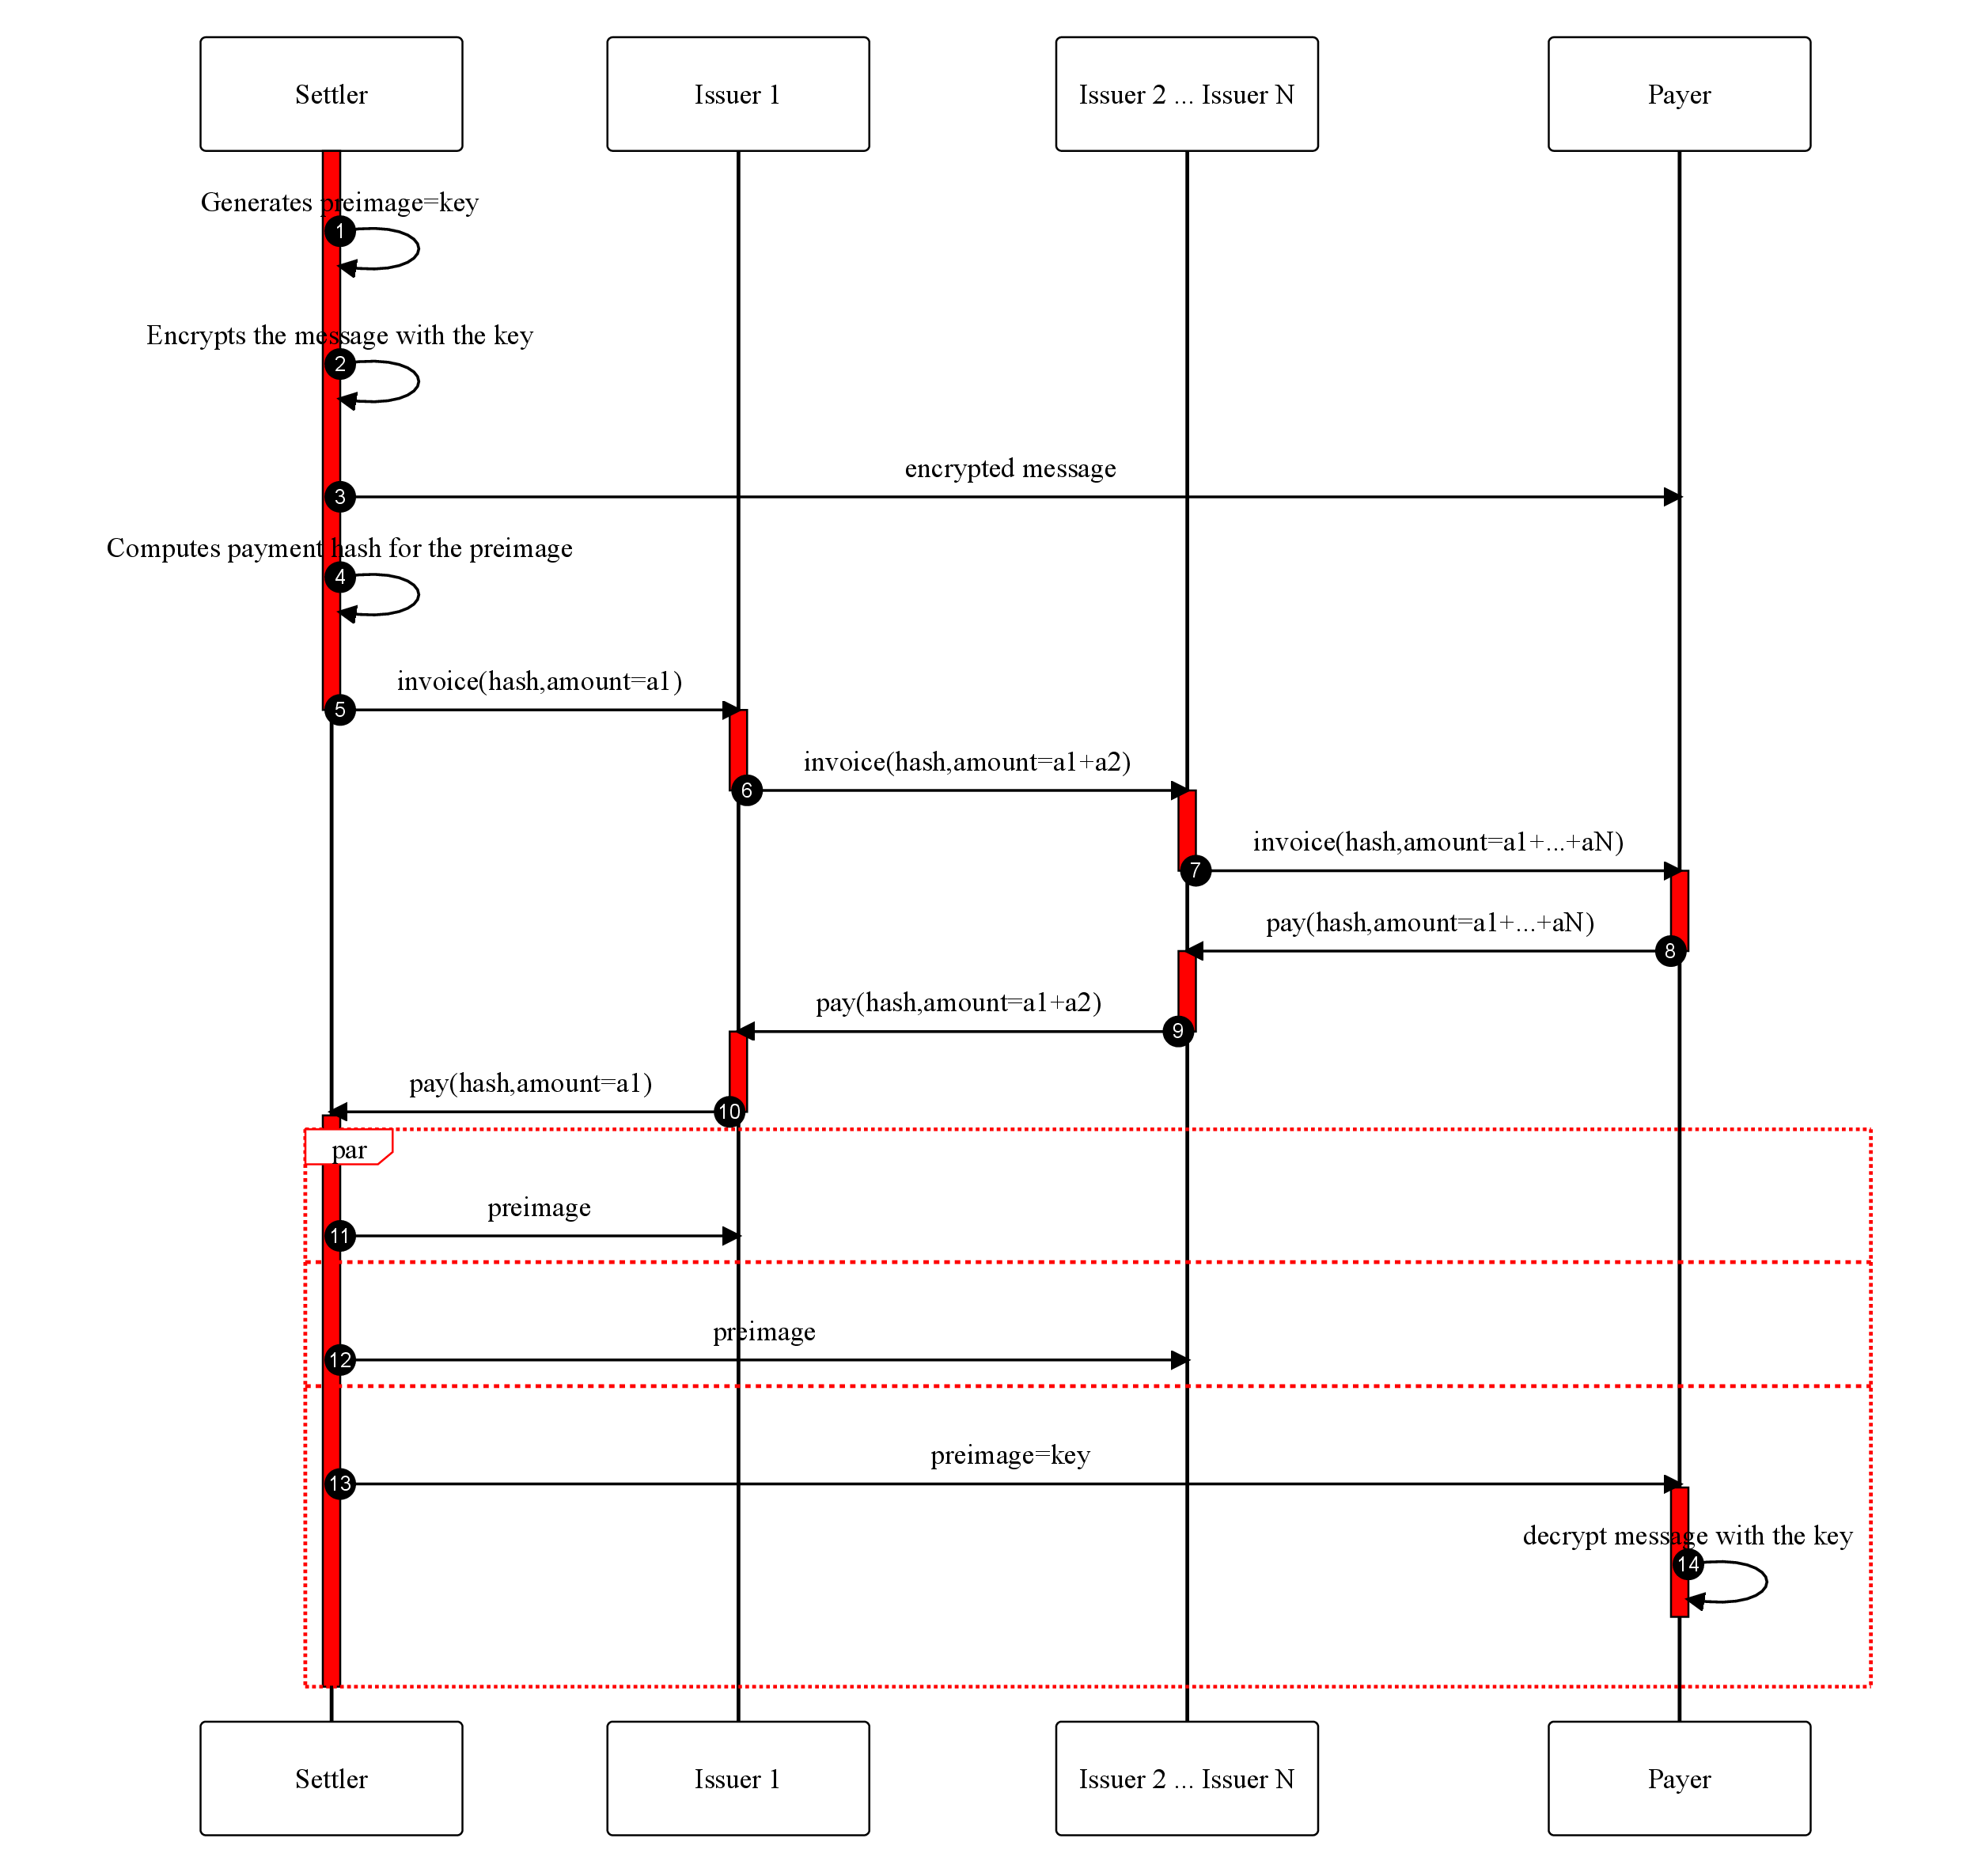 Settler
Issuer 1
Issuer 2 ... Issuer N
Payer
Generates preimage=key
1
Encrypts the message with the key
2
encrypted message
3
Computes payment hash for the preimage
4
invoice(hash,amount=a1)
5
invoice(hash,amount=a1+a2)
6
invoice(hash,amount=a1+...+aN)
7
pay(hash,amount=a1+...+aN)
8
pay(hash,amount=a1+a2)
9
pay(hash,amount=a1)
10
par
preimage
11
preimage
12
preimage=key
13
decrypt message with the key
14
Settler
Issuer 1
Issuer 2 ... Issuer N
Payer